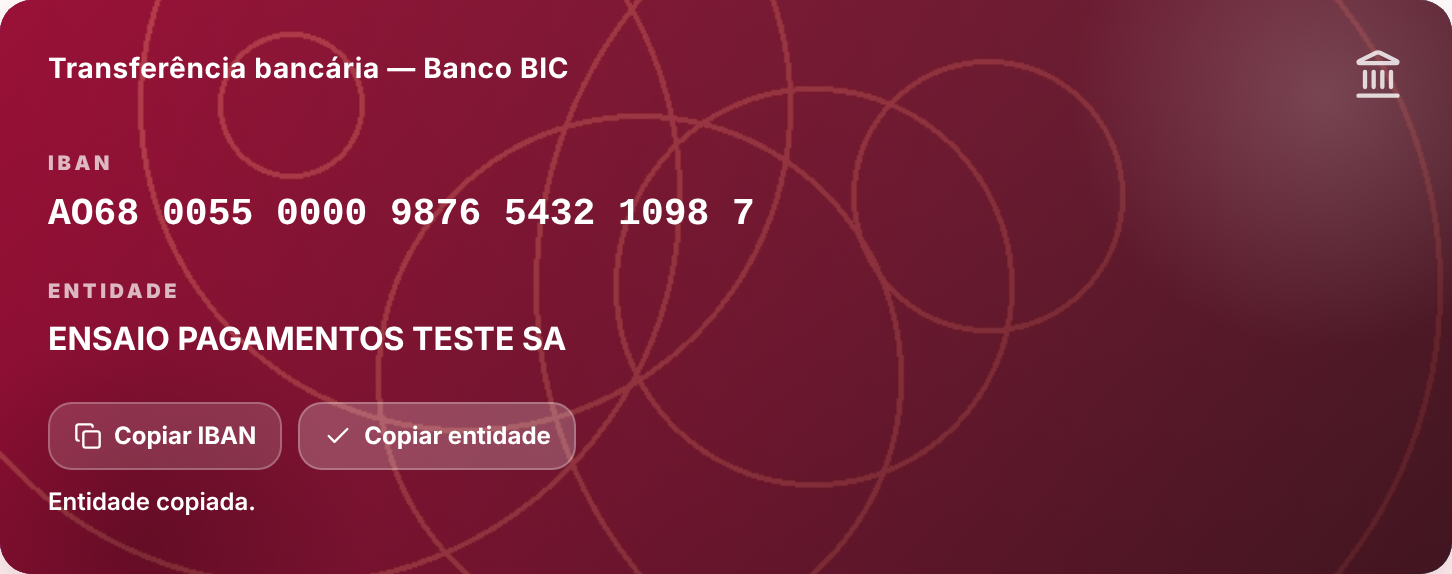 Transferência bancária — Banco BIC
IBAN
AO68 0055 0000 9876 5432 1098 7
ENTIDADE
ENSAIO PAGAMENTOS TESTE SA
Copiar IBAN
Copiar entidade
Entidade copiada.